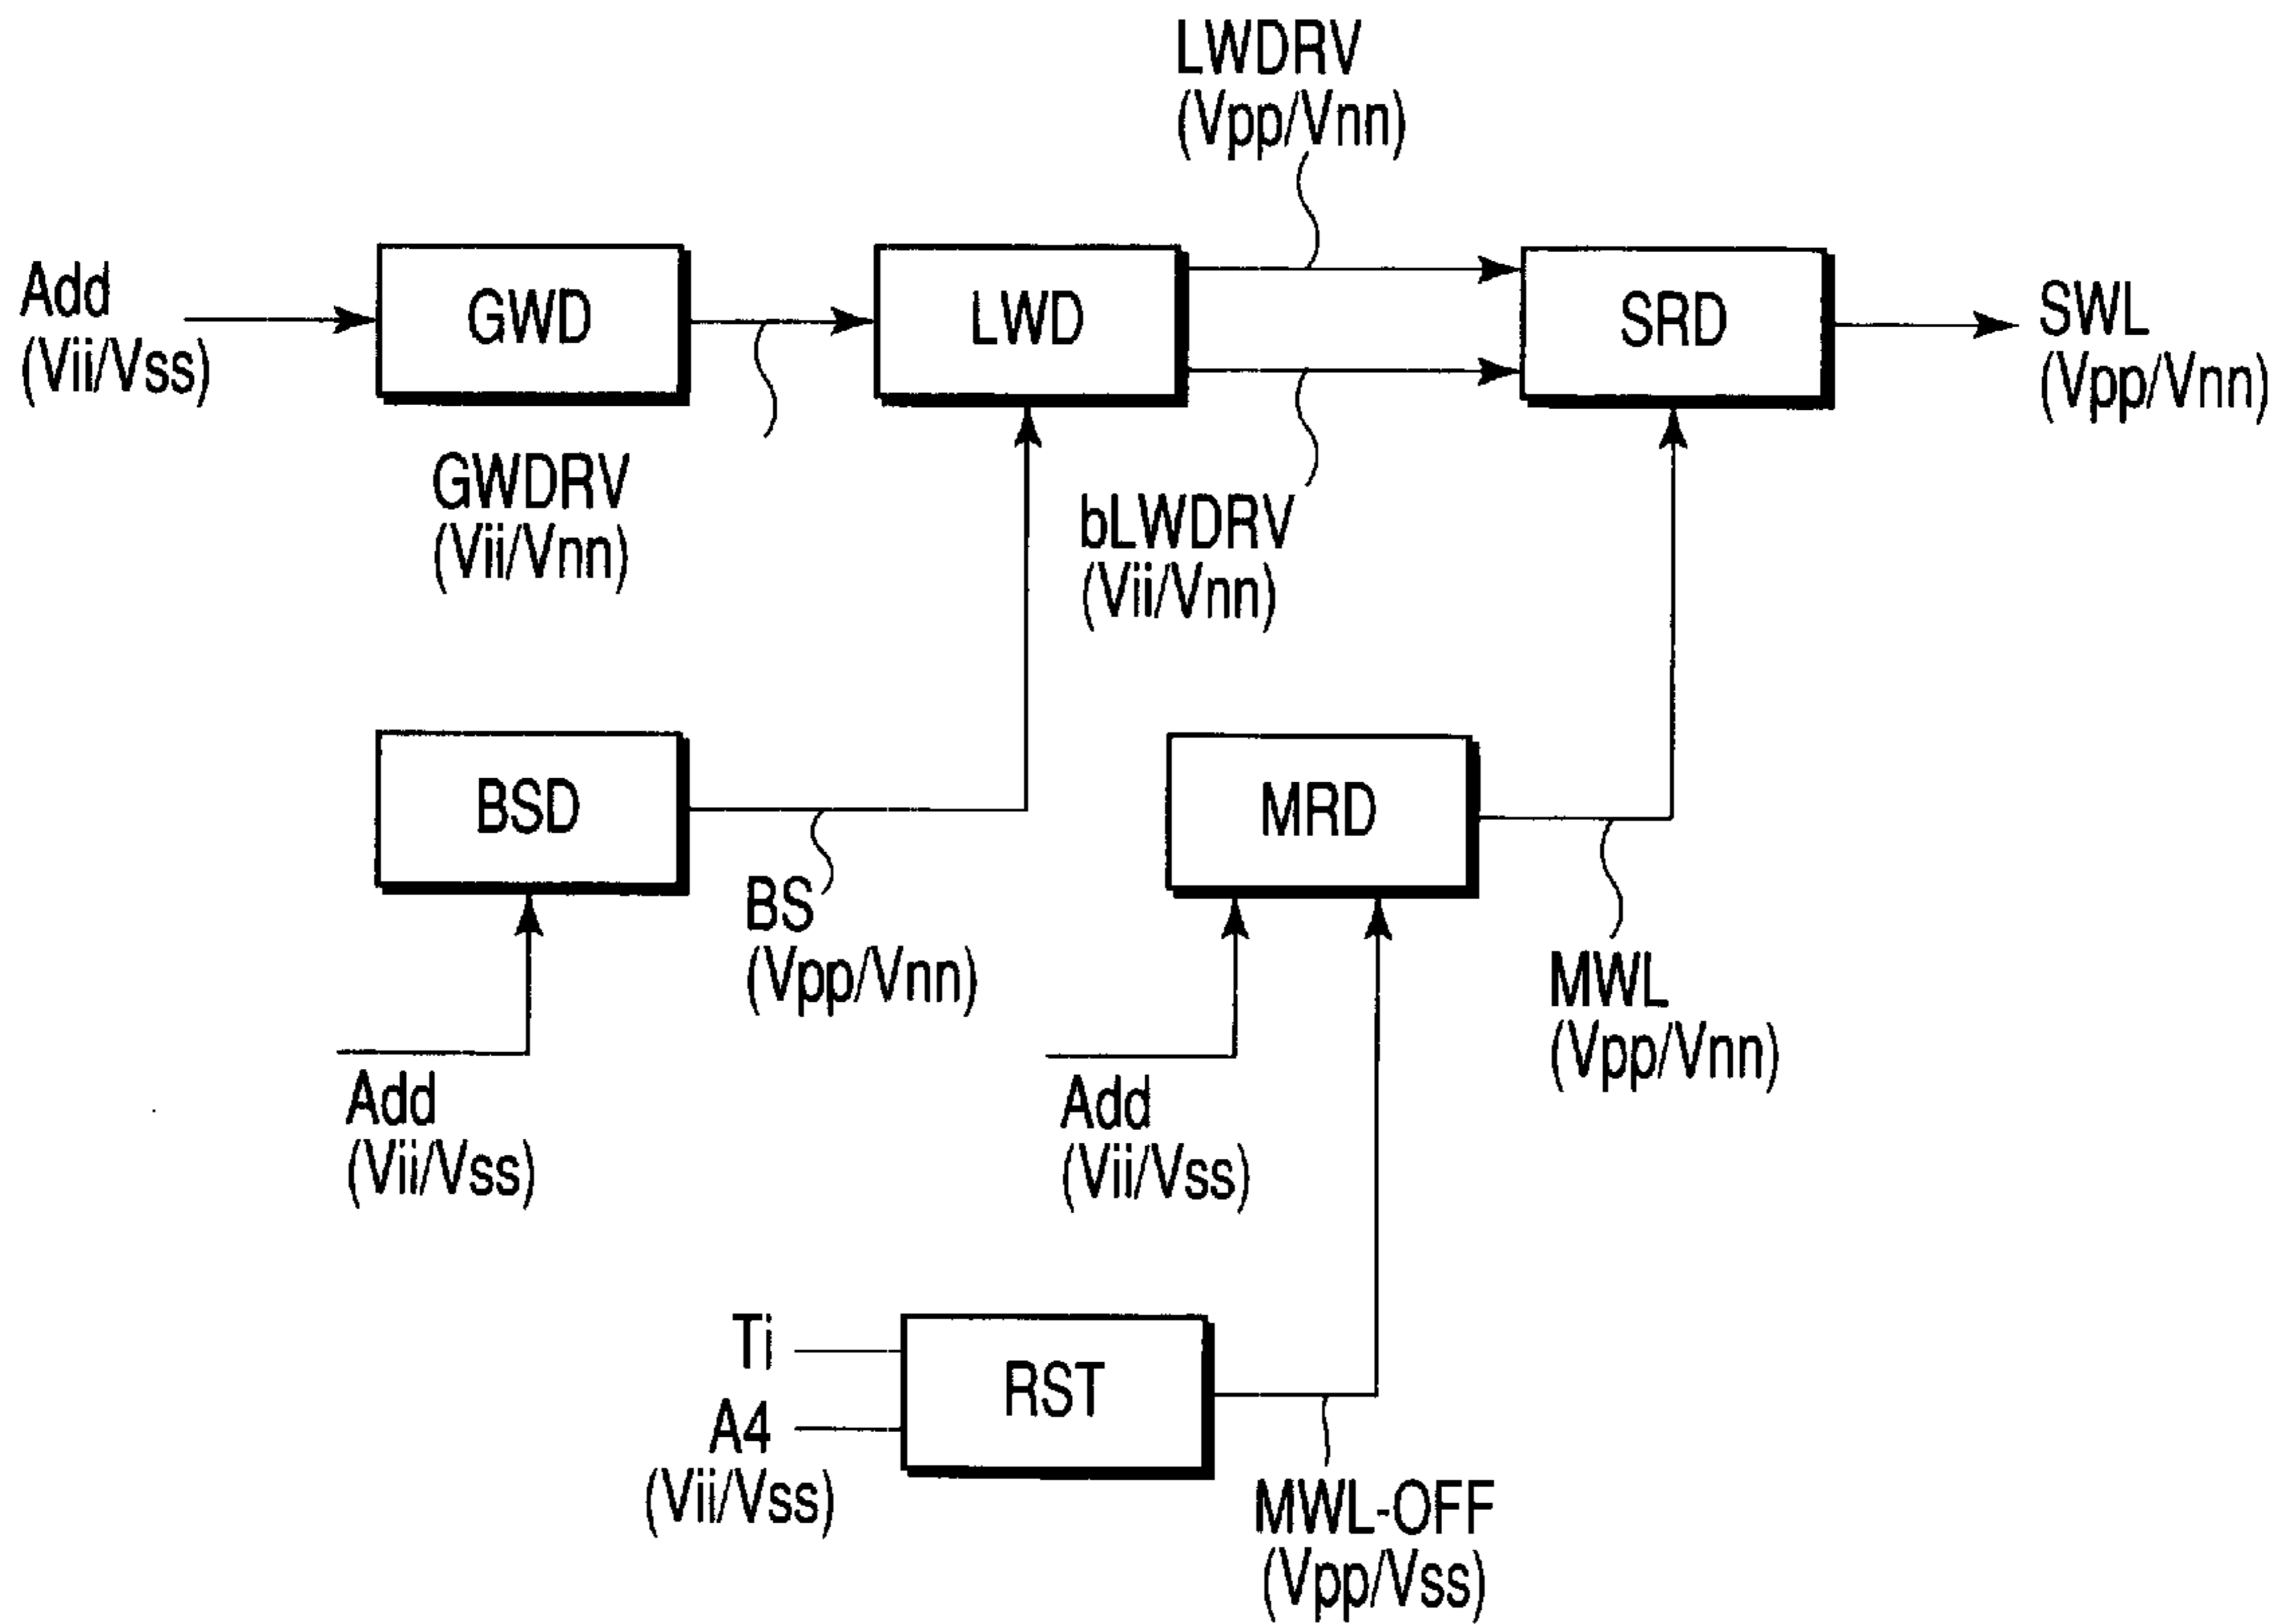 LWDRV
(Vpp/Vnn)
Add
(Vii/Vss)
GWD
LWD
SRD
SWL
(Vpp/Vnn)
GWDRV
(Vii/Vnn)
bLWDRV
(Vii/Vnn)
BSD
MRD
BS
(Vpp/Vnn)
MWL
(Vpp/Vnn)
Add
(Vii/Vss)
Add
(Vii/Vss)
Ti
A4
(Vii/Vss)
RST
MWL-OFF
(Vpp/Vss)